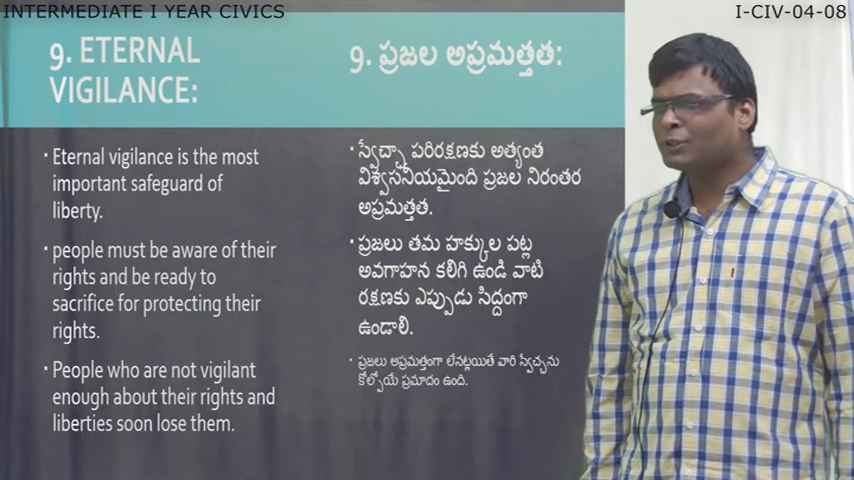 INTERMEDIATE I YEAR CIVICS
I-CIV-04-08
9. ETERNAL
VIGILANCE:
9. ప్రజల అప్రమత్తత:
• Eternal vigilance is the most
important safeguard of
liberty.
• people must be aware of their
rights and be ready to
sacrifice for protecting their
rights.
• People who are not vigilant
enough about their rights and
liberties soon lose them.
• స్వేచ్ఛా పరిరక్షణకు అత్యంత
విశ్వసనీయమైంది ప్రజల నిరంతర
అప్రమత్తత.
• ప్రజలు తమ హక్కుల పట్ల
అవగాహన కలిగి ఉండి వాటి
రక్షణకు ఎప్పుడు సిద్దంగా
ఉండాలి.
• ప్రజలు అప్రమత్తంగా లేనట్లయితే వారి స్వేచ్ఛను
కోల్పోయే ప్రమాదం ఉంది.